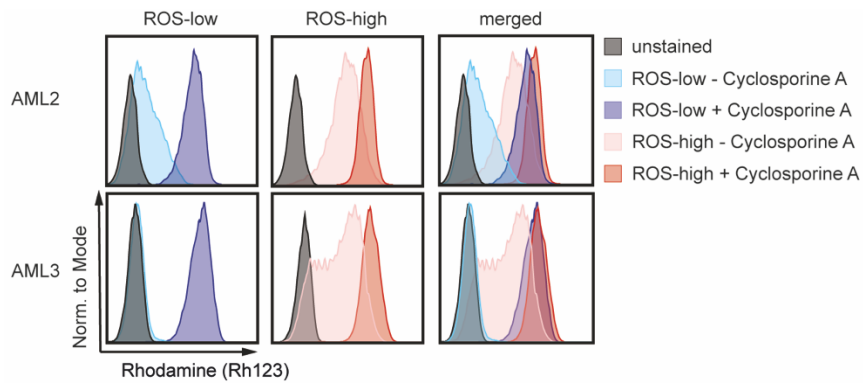 ROS-low
ROS-high
merged
AML2
AML3
unstained
ROS-low - Cyclosporine A
ROS-low + Cyclosporine A
ROS-high - Cyclosporine A
ROS-high + Cyclosporine A
Norm. to Mode
Rhodamine (Rh123)